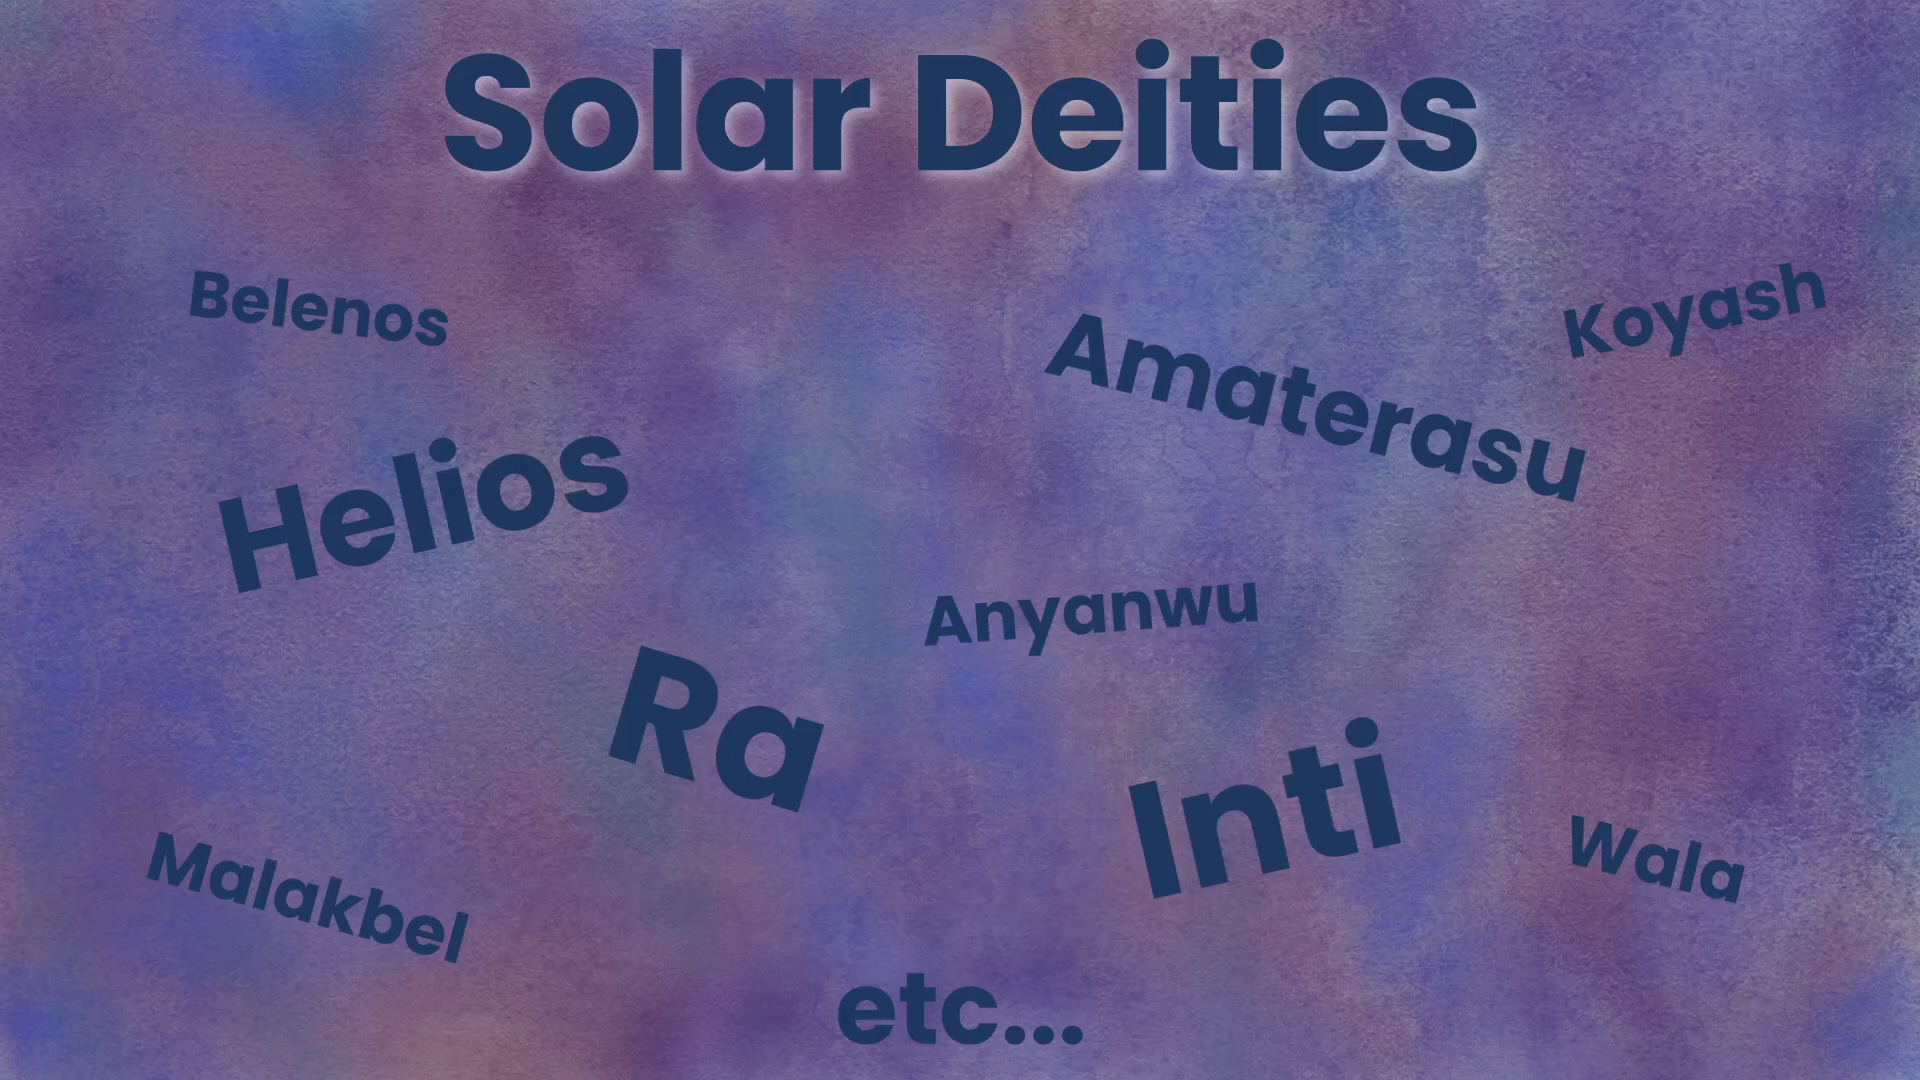 Solar Deities
Belenos
Koyash
Amaterasu
Helios
Anyanwu
Ra
Inti
Wala
Malakbel
etc...